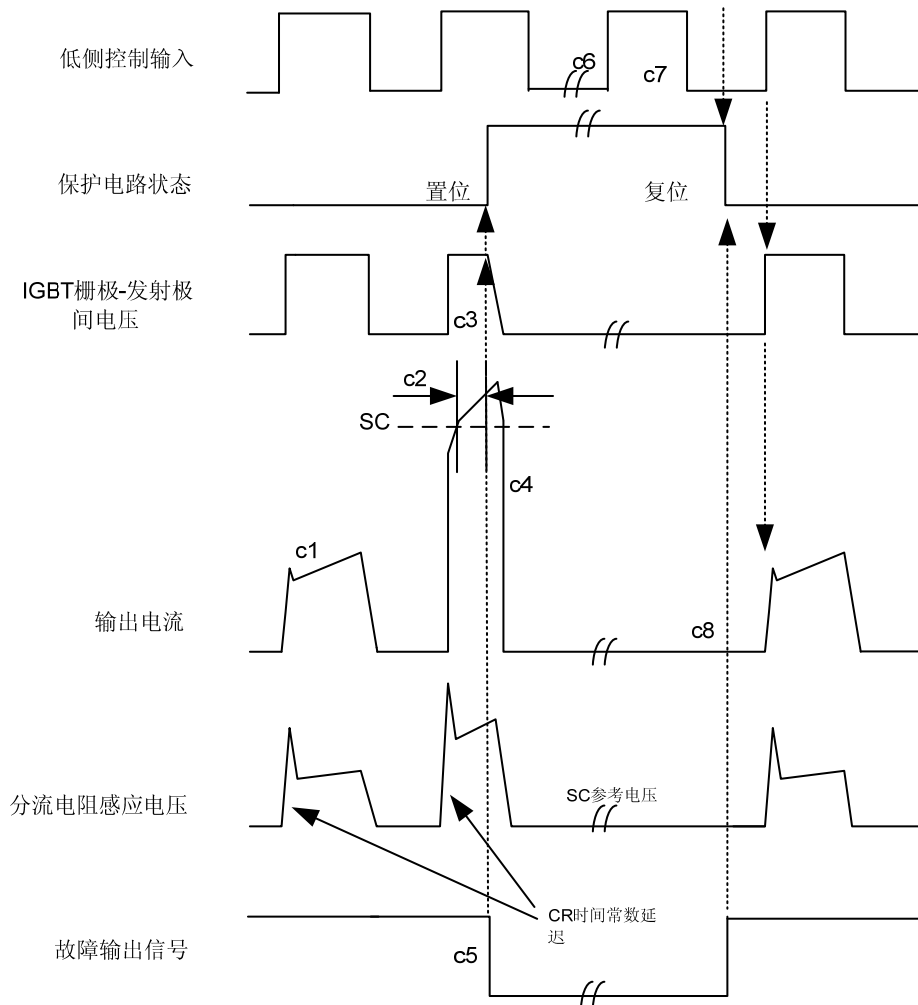 低侧控制输入
c6
c7
保护电路状态
置位
复位
IGBT栅极-发射极
间电压
c3
c2
SC
c4
c1
输出电流
c8
分流电阻感应电压
SC参考电压
CR时间常数延
迟
故障输出信号
c5